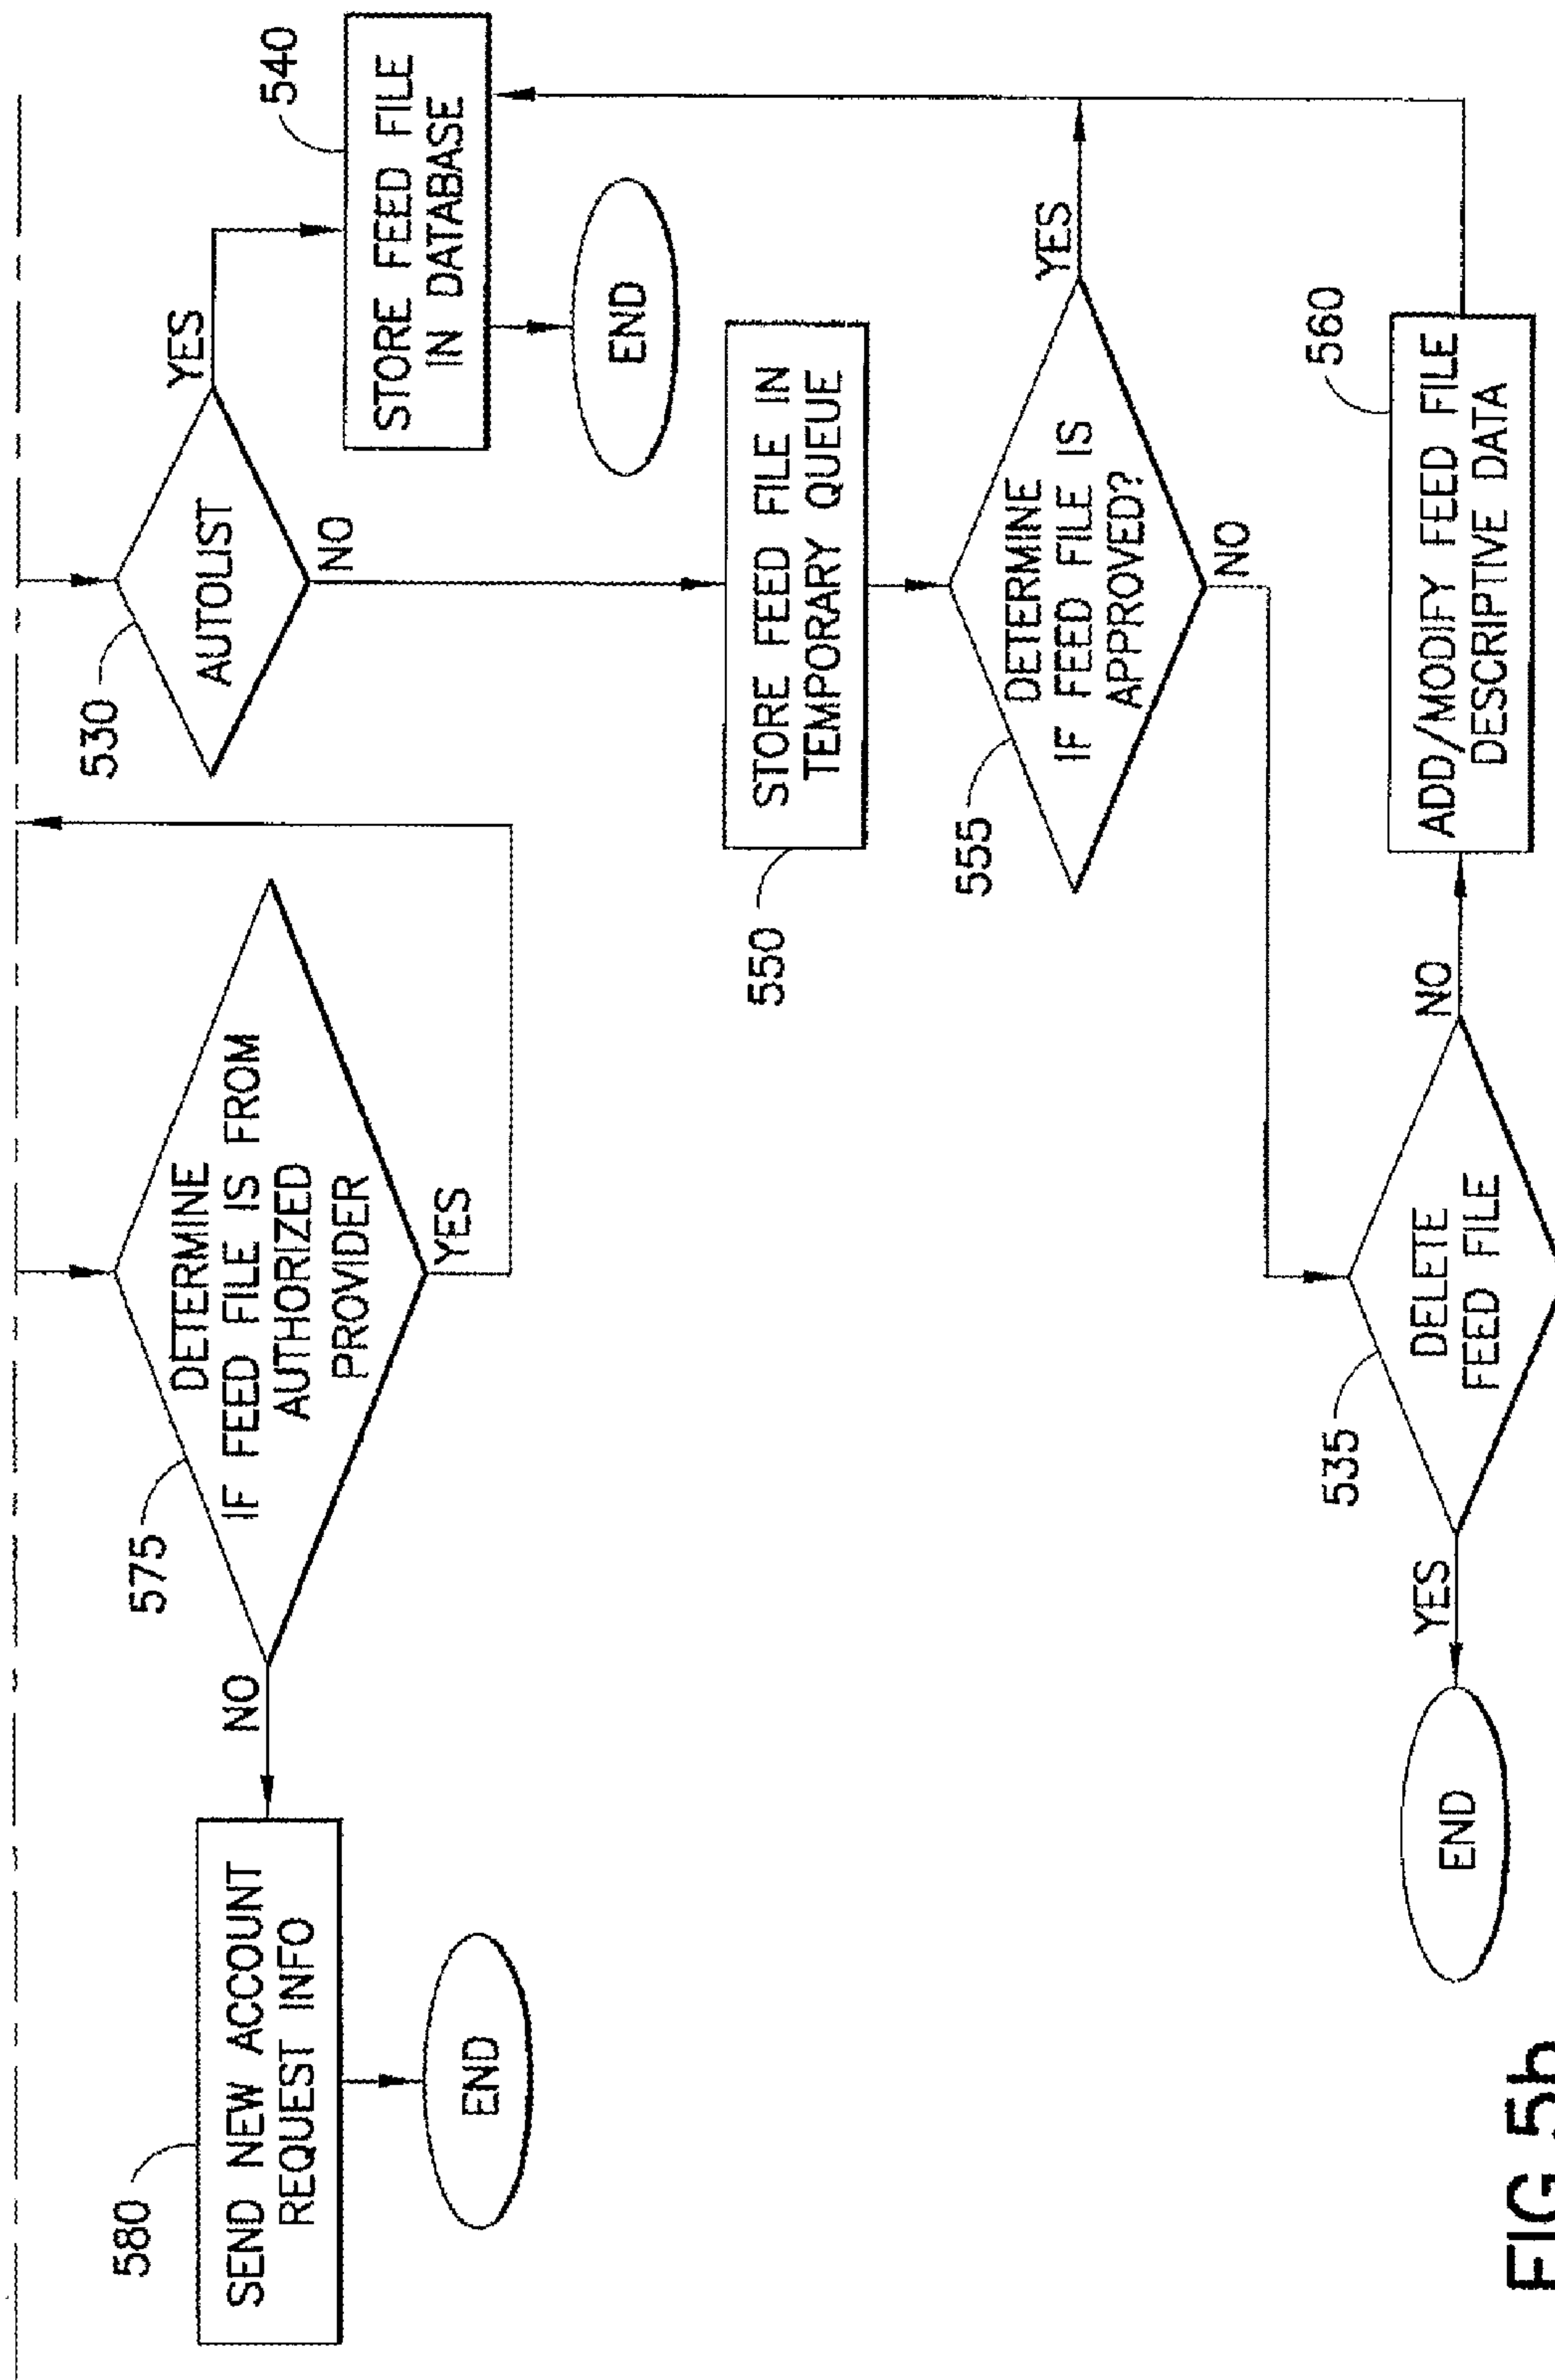 580
SEND NEW ACCOUNT
REQUEST INFO
END
NO
575
DETERMINE
IF FEED FILE IS FROM
AUTHORIZED
PROVIDER
YES
530
AUTOLIST
YES
NO
540
STORE FEED FILE
IN DATABASE
END
550
STORE FEED FILE IN
TEMPORARY QUEUE
555
DETERMINE
IF FEED FILE IS
APPROVED?
YES
NO
535
DELETE
FEED FILE
YES
END
NO
560
ADD/MODIFY FEED FILE
DESCRIPTIVE DATA
FIG.5b